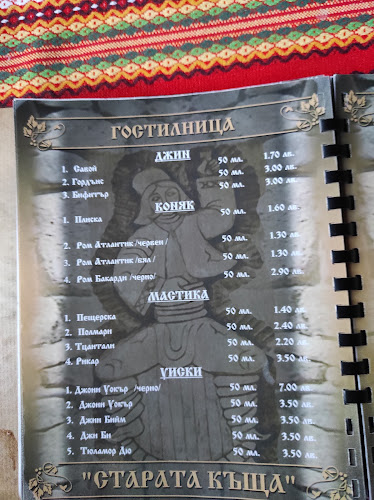 ГОСТИЛНИЦА
ДЖИН
1. Савой 50 мл. 1.70 лв.
2. Гордънс 50 мл. 3.00 лв.
3. Бифитър 50 мл. 3.00 лв.
КОНЯК
1. Плиска 50 мл. 1.60 лв.
2. Ром Атлантик /червен/ 50 мл. 1.30 лв.
3. Ром Атлантик /бял / 50 мл. 1.30 лв.
4. Ром Бакарди /черно/ 50 мл. 2.90 лв.
МАСТИКА
1. Пещерска 50 мл. 1.40 лв.
2. Полмари 50 мл. 2.40 лв.
3. Тцантали 50 мл. 2.20 лв.
4. Рикар 50 мл. 3.50 лв.
УИСКИ
1. Джони Уокър /черно/ 50 мл. 7.00 лв.
2. Джони Уокър 50 мл. 3.50 лв.
3. Джин Бийм 50 мл. 3.50 лв.
4. Джи Би 50 мл. 3.50 лв.
5. Тюламор Дю 50 мл. 3.50 лв.
"СТАРАТА КЪЩА"